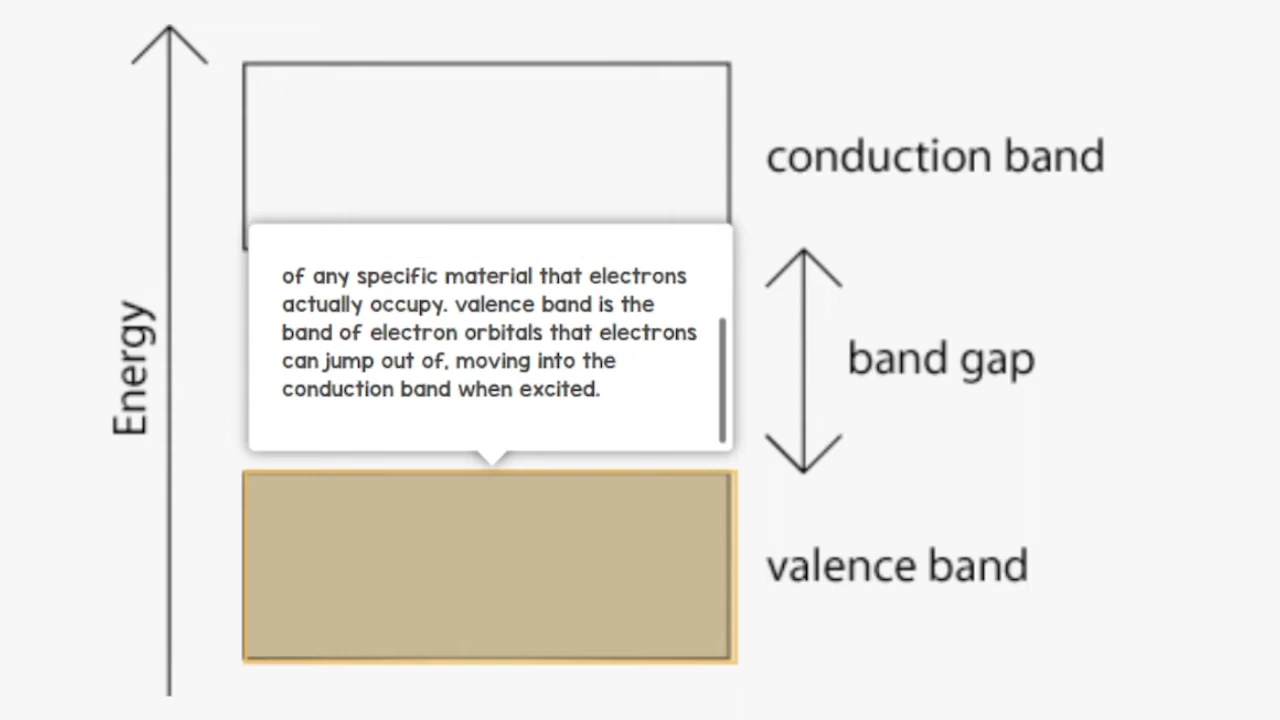 conduction band
of any specific material that electrons
actually occupy. valence band is the
band of electron orbitals that electrons
can jump out of, moving into the
conduction band when excited.
Energy
band gap
valence band